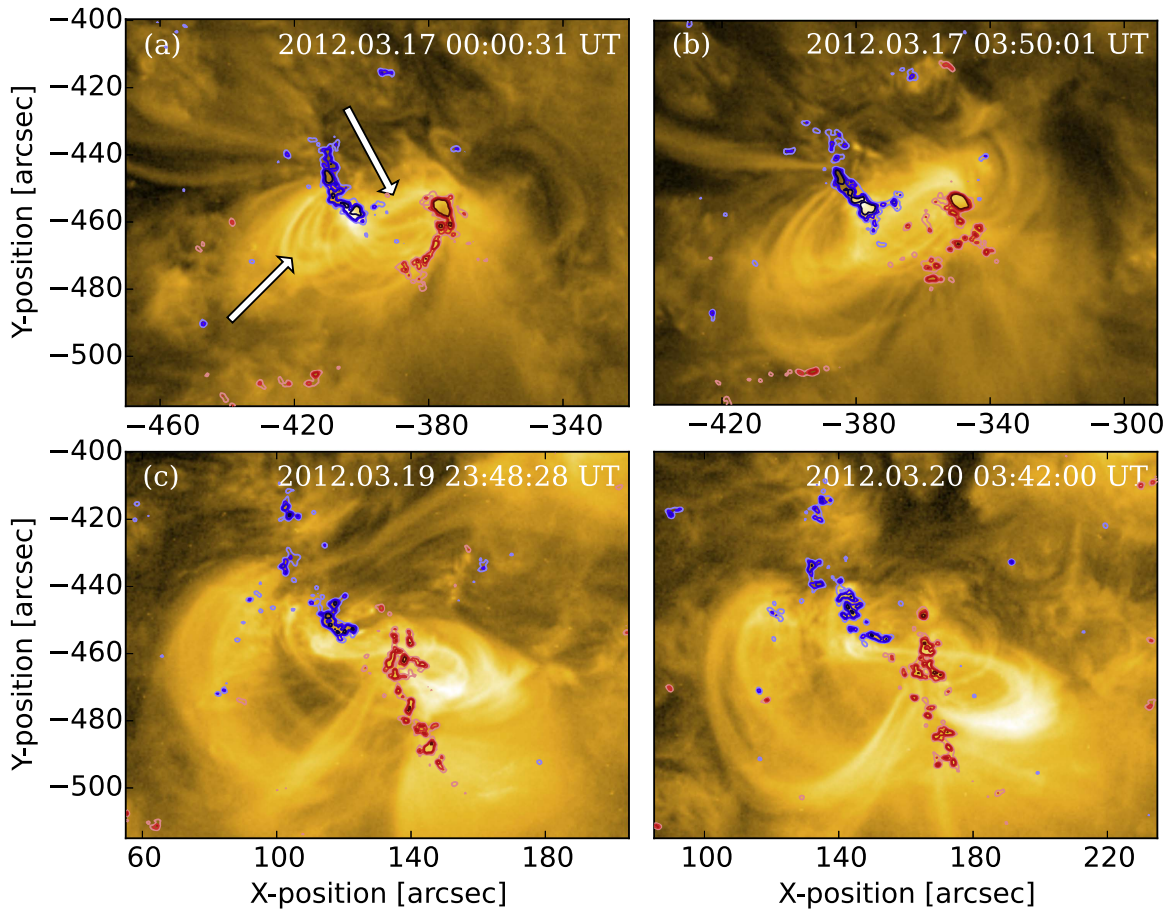 (a) 2012.03.17 00:00:31 UT
(b) 2012.03.17 03:50:01 UT
−400
−420
−440
−460
−480
−500
Y-position [arcsec]
−460 −420 −380 −340
−420 −380 −340 −300
(c) 2012.03.19 23:48:28 UT
2012.03.20 03:42:00 UT
−400
−420
−440
−460
−480
−500
Y-position [arcsec]
60 100 140 180
100 140 180 220
X-position [arcsec]
X-position [arcsec]